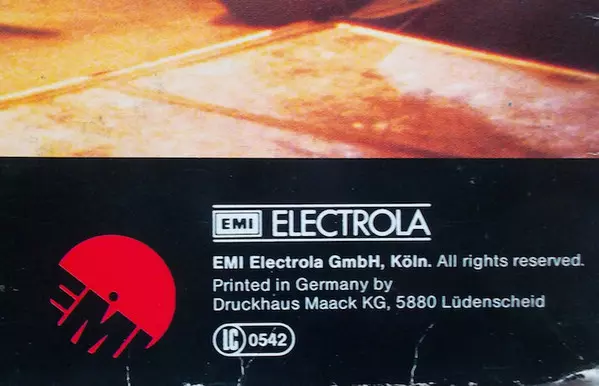 EMI ELECTROLA
EMI
EMI Electrola GmbH, Köln. All rights reserved.
Printed in Germany by
Druckhaus Maack KG, 5880 Lüdenscheid
LC 0542